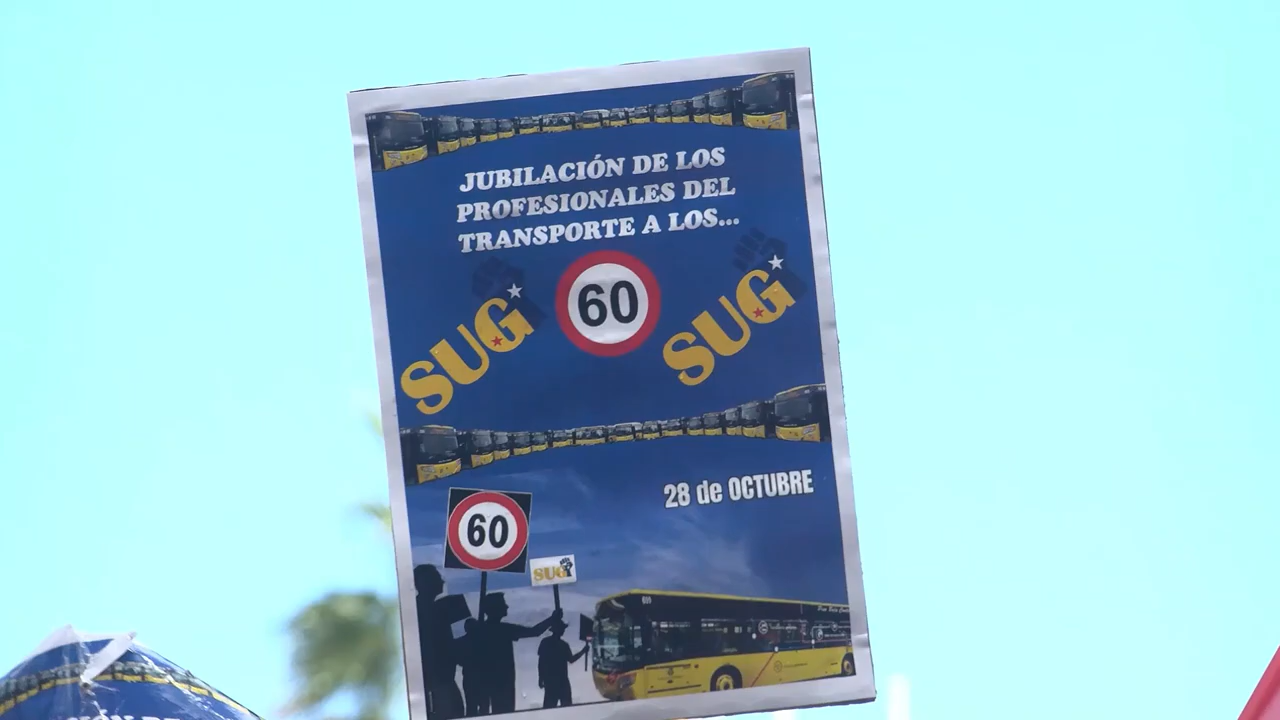 JUBILACIÓN DE LOS
PROFESIONALES DEL
TRANSPORTE A LOS...
60
SUG
SUG
28 de OCTUBRE
60
SUG